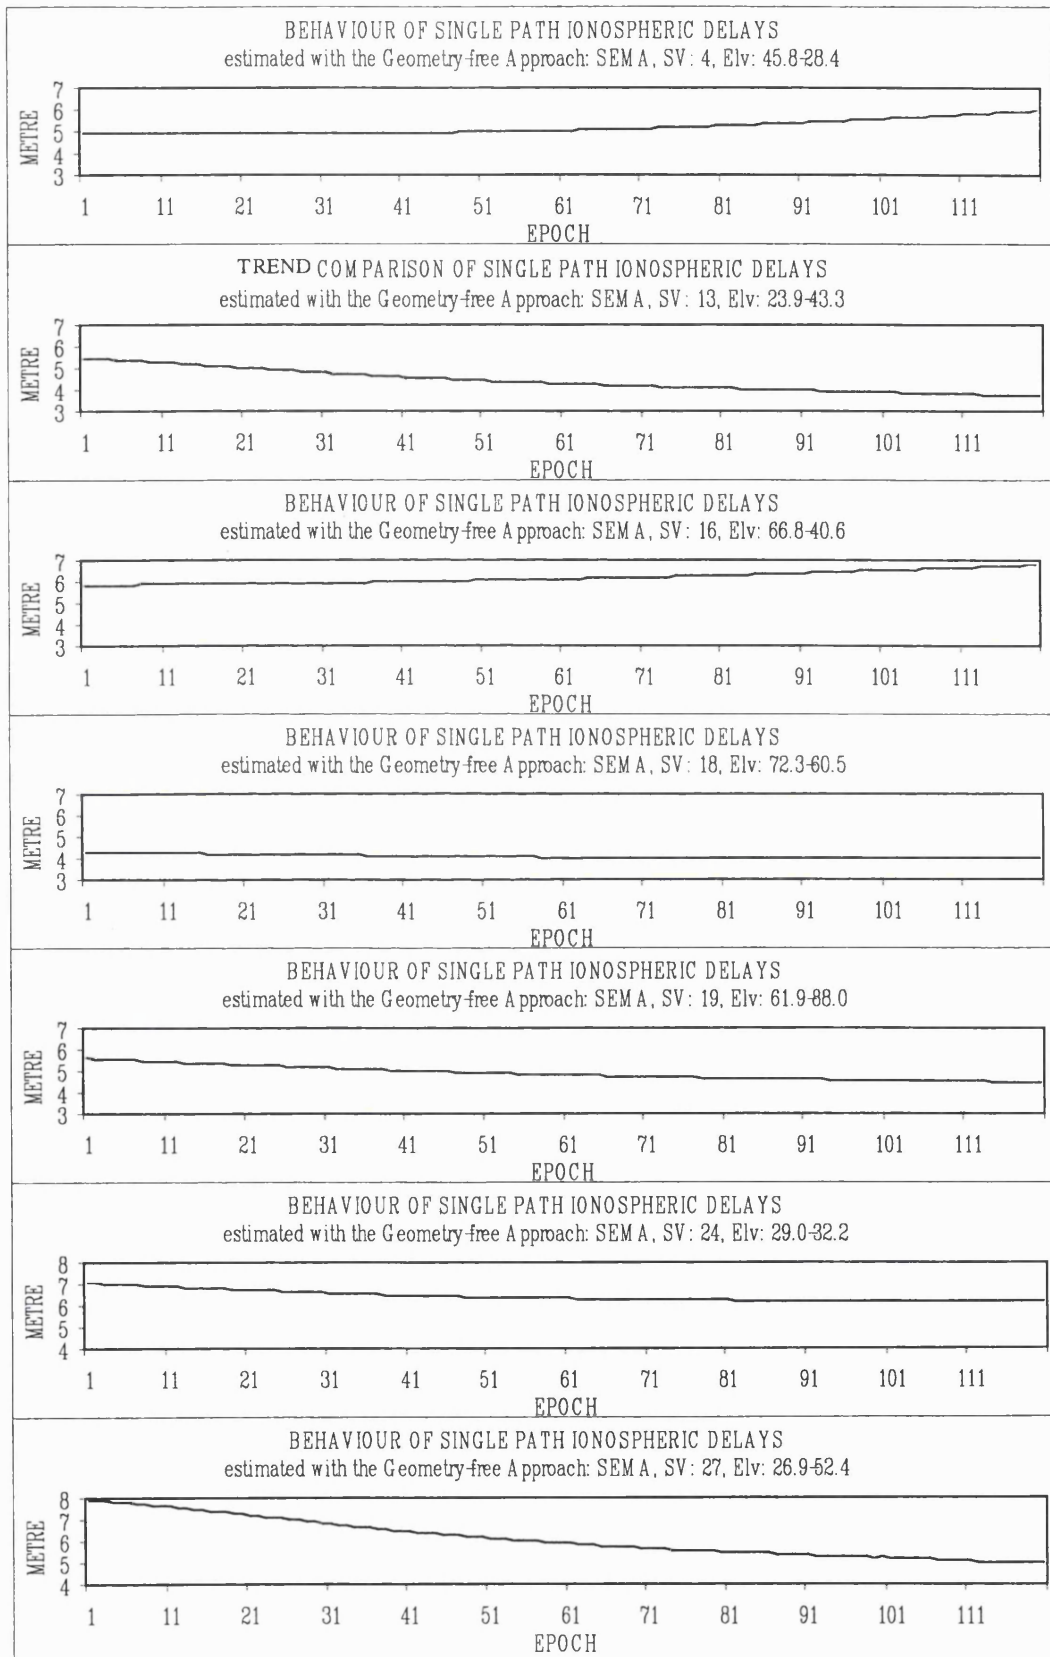 BEHAVIOUR OF SINGLE PATH IONOSPHERIC DELAYS
estimated with the Geometry-free Approach: SEMA, SV: 4, Elv: 45.8-28.4
7
6
5
4
3
METRE
1 11 21 31 41 51 61 71 81 91 101 111
EPOCH
TREND COMPARISON OF SINGLE PATH IONOSPHERIC DELAYS
estimated with the Geometry-free Approach: SEMA, SV: 13, Elv: 23.9-43.3
7
6
5
4
3
METRE
1 11 21 31 41 51 61 71 81 91 101 111
EPOCH
BEHAVIOUR OF SINGLE PATH IONOSPHERIC DELAYS
estimated with the Geometry-free Approach: SEMA, SV: 16, Elv: 66.8-40.6
7
6
5
4
3
METRE
1 11 21 31 41 51 61 71 81 91 101 111
EPOCH
BEHAVIOUR OF SINGLE PATH IONOSPHERIC DELAYS
estimated with the Geometry-free Approach: SEMA, SV: 18, Elv: 72.3-60.5
7
6
5
4
3
METRE
1 11 21 31 41 51 61 71 81 91 101 111
EPOCH
BEHAVIOUR OF SINGLE PATH IONOSPHERIC DELAYS
estimated with the Geometry-free Approach: SEMA, SV: 19, Elv: 61.9-88.0
7
6
5
4
3
METRE
1 11 21 31 41 51 61 71 81 91 101 111
EPOCH
BEHAVIOUR OF SINGLE PATH IONOSPHERIC DELAYS
estimated with the Geometry-free Approach: SEMA, SV: 24, Elv: 29.0-32.2
8
7
6
5
4
METRE
1 11 21 31 41 51 61 71 81 91 101 111
EPOCH
BEHAVIOUR OF SINGLE PATH IONOSPHERIC DELAYS
estimated with the Geometry-free Approach: SEMA, SV: 27, Elv: 26.9-52.4
8
7
6
5
4
METRE
1 11 21 31 41 51 61 71 81 91 101 111
EPOCH